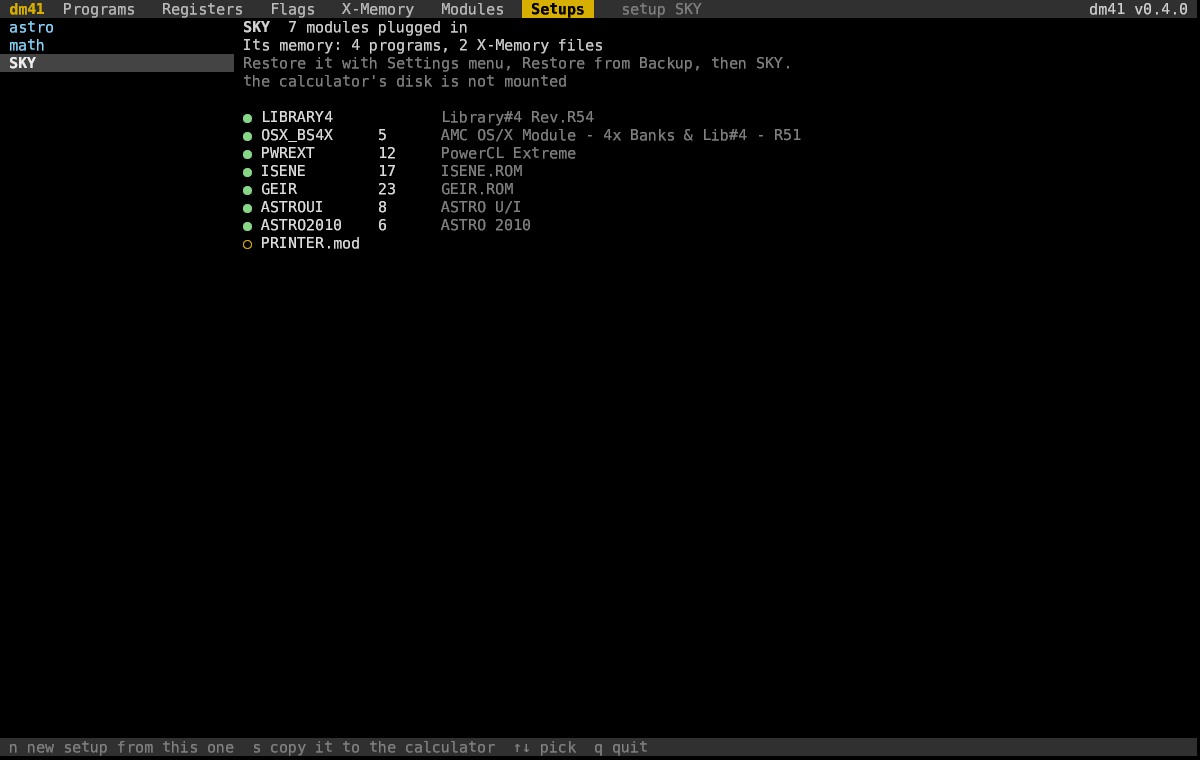 dm41 Programs Registers Flags X-Memory Modules Setups setup SKY dm41 v0.4.0
astro
math
SKY
SKY 7 modules plugged in
Its memory: 4 programs, 2 X-Memory files
Restore it with Settings menu, Restore from Backup, then SKY.
the calculator's disk is not mounted
● LIBRARY4 Library#4 Rev.R54
● OSX_BS4X 5 AMC OS/X Module - 4x Banks & Lib#4 - R51
● PWREXT 12 PowerCL Extreme
● ISENE 17 ISENE.ROM
● GEIR 23 GEIR.ROM
● ASTROUI 8 ASTRO U/I
● ASTRO2010 6 ASTRO 2010
○ PRINTER.mod
n new setup from this one s copy it to the calculator ↑↓ pick q quit